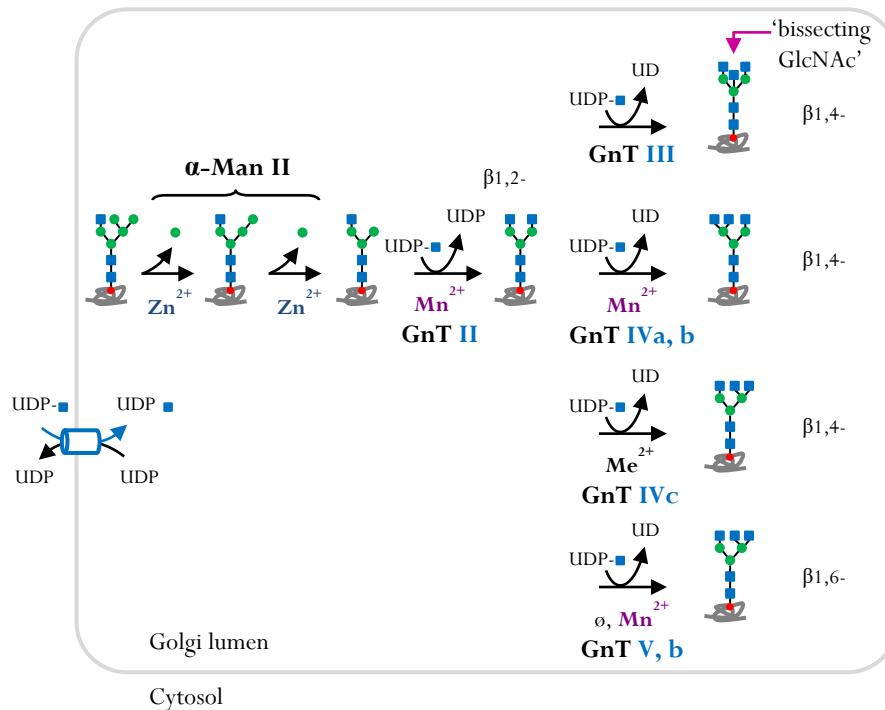 ‘bissecting
GlcNAc’
UD
UDP-
β1,4-
GnT III
α-Man II
β1,2-
UDP
UDP-
Zn2+
Zn2+
Mn2+
GnT II
UD
UDP-
β1,4-
Mn2+
GnT IVa, b
UD
UDP-
β1,4-
Me2+
GnT IVc
UDP-
UDP
UDP
UDP
UD
UDP-
β1,6-
ø, Mn2+
GnT V, b
Golgi lumen
Cytosol